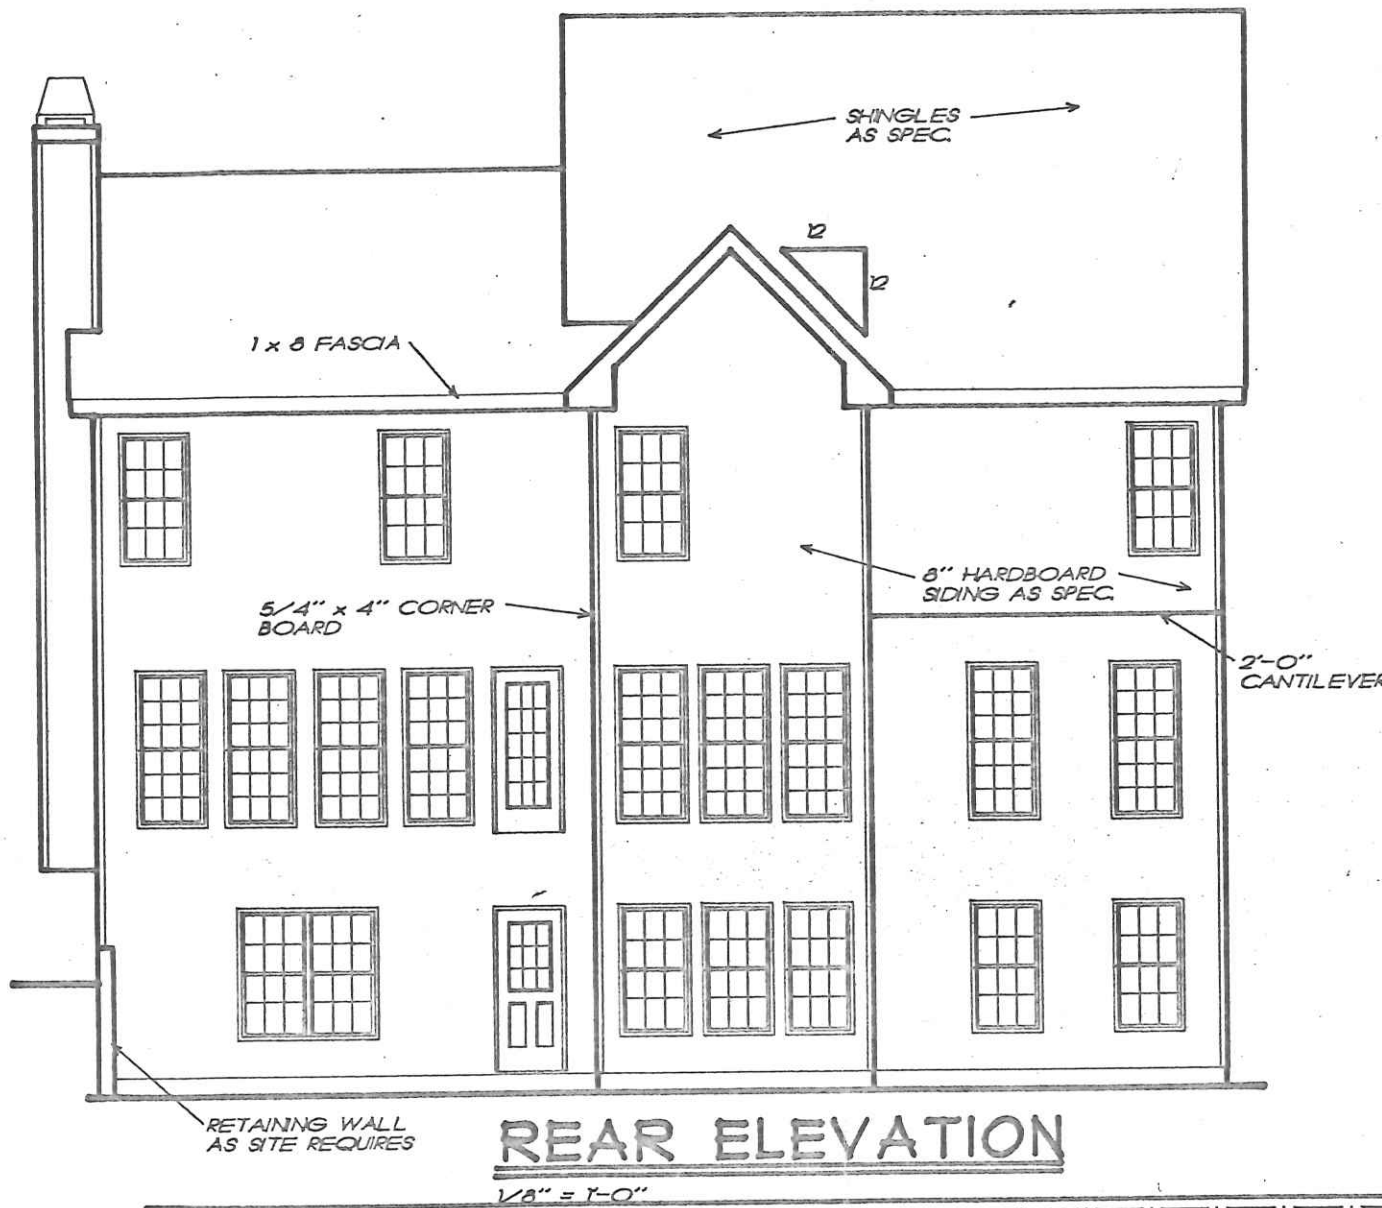 SHINGLES
AS SPEC.
12
12
1 x 8 FASCIA
8" HARDBOARD
SIDING AS SPEC.
5/4" x 4" CORNER
BOARD
2'-0"
CANTILEVER
RETAINING WALL
AS SITE REQUIRES
REAR ELEVATION
1/8" = 1'-0"